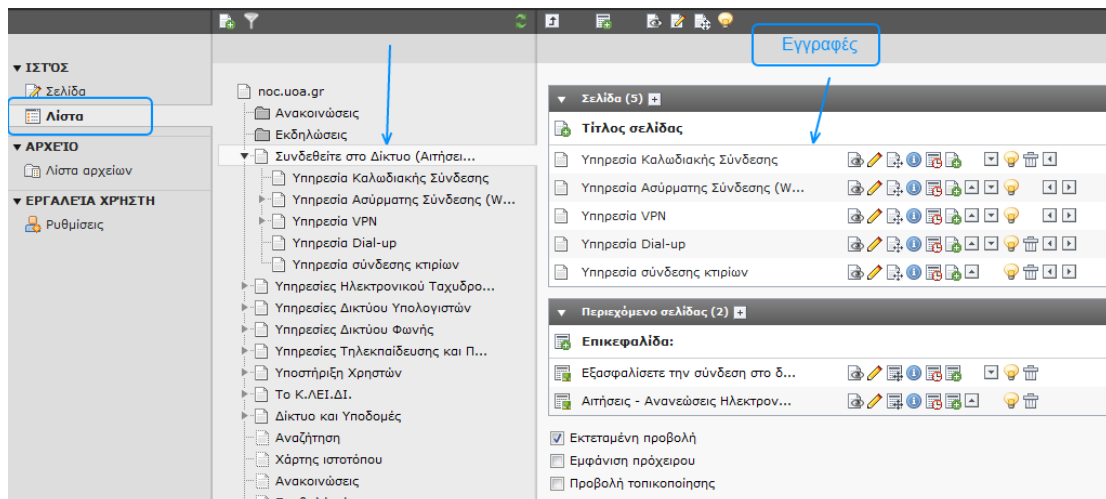 Εγγραφές
▼ ΙΣΤΌΣ
Σελίδα
Λίστα
▼ ΑΡΧΕΊΟ
Λίστα αρχείων
▼ ΕΡΓΑΛΕΊΑ ΧΡΉΣΤΗ
Ρυθμίσεις
noc.uoa.gr
Ανακοινώσεις
Εκδηλώσεις
Συνδεθείτε στο Δίκτυο (Αιτήσει...
Υπηρεσία Καλωδιακής Σύνδεσης
Υπηρεσία Ασύρματης Σύνδεσης (W...
Υπηρεσία VPN
Υπηρεσία Dial-up
Υπηρεσία σύνδεσης κτιρίων
Υπηρεσίες Ηλεκτρονικού Ταχυδρο...
Υπηρεσίες Δικτύου Υπολογιστών
Υπηρεσίες Δικτύου Φωνής
Υπηρεσίες Τηλεκπαίδευσης και Π...
Υποστήριξη Χρηστών
Το Κ.ΛΕΙ.ΔΙ.
Δίκτυο και Υποδομές
Αναζήτηση
Χάρτης ιστοτόπου
Ανακοινώσεις
Σελίδα (5)
Τίτλος σελίδας
Υπηρεσία Καλωδιακής Σύνδεσης
Υπηρεσία Ασύρματης Σύνδεσης (W...
Υπηρεσία VPN
Υπηρεσία Dial-up
Υπηρεσία σύνδεσης κτιρίων
Περιεχόμενο σελίδας (2)
Επικεφαλίδα:
Εξασφαλίσετε την σύνδεση στο δ...
Αιτήσεις - Ανανεώσεις Ηλεκτρον...
Εκτεταμένη προβολή
Εμφάνιση πρόχειρου
Προβολή τοπικοποίησης